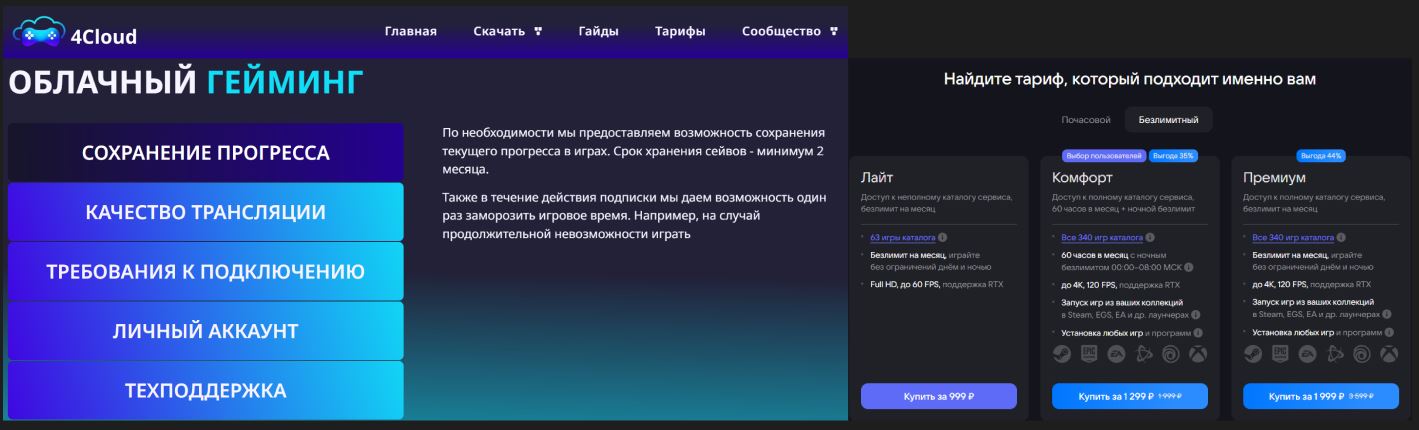 4Cloud
Главная
Скачать
Гайды
Тарифы
Сообщество
ОБЛАЧНЫЙ ГЕЙМИНГ
СОХРАНЕНИЕ ПРОГРЕССА
КАЧЕСТВО ТРАНСЛЯЦИИ
ТРЕБОВАНИЯ К ПОДКЛЮЧЕНИЮ
ЛИЧНЫЙ АККАУНТ
ТЕХПОДДЕРЖКА
По необходимости мы предоставляем возможность сохранения
текущего прогресса в играх. Срок хранения сейвов - минимум 2
месяца.
Также в течение действия подписки мы даем возможность один
раз заморозить игровое время. Например, на случай
продолжительной невозможности играть
Найдите тариф, который подходит именно вам
Почасовой
Безлимитный
Лайт
Доступ к неполному каталогу сервиса,
безлимит на месяц
63 игры каталога
Безлимит на месяц, играйте
без ограничений днём и ночью
Full HD, до 60 FPS, поддержка RTX
Купить за 999 ₽
Выбор пользователей
Выгода 35%
Комфорт
Доступ к полному каталогу сервиса,
60 часов в месяц + ночной безлимит
Все 340 игр каталога
60 часов в месяц с ночным
безлимитом 00:00–08:00 МСК
до 4K, 120 FPS, поддержка RTX
Запуск игр из ваших коллекций
в Steam, EGS, EA и др. лаунчерах
Установка любых игр и программ
EPIC
EA
Купить за 1 299 ₽ 1 999 ₽
Выгода 44%
Премиум
Доступ к полному каталогу сервиса,
безлимит на месяц
Все 340 игр каталога
Безлимит на месяц, играйте
без ограничений днём и ночью
до 4K, 120 FPS, поддержка RTX
Запуск игр из ваших коллекций
в Steam, EGS, EA и др. лаунчерах
Установка любых игр и программ
EPIC
EA
Купить за 1 999 ₽ 3 599 ₽